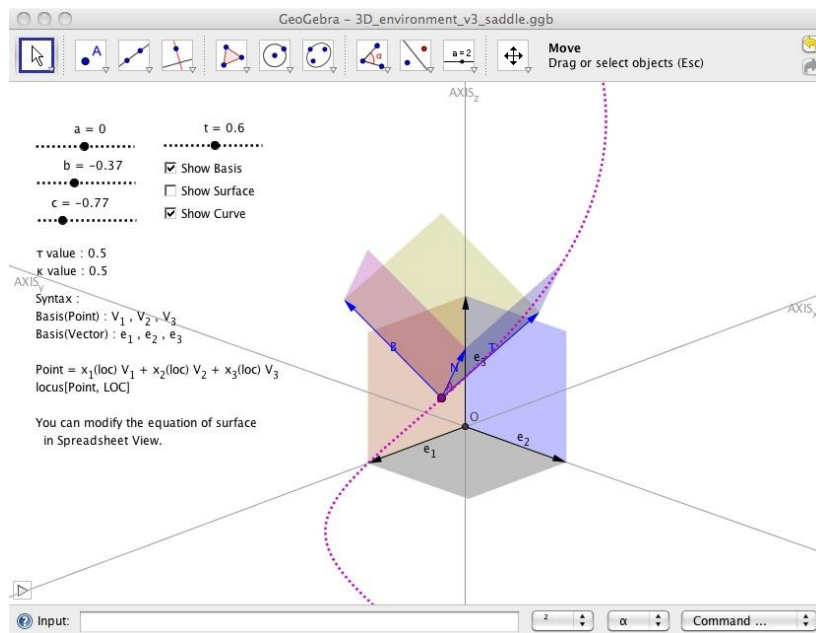 GeoGebra – 3D_environment_v3_saddle.ggb
A
α
a = 2
Move
Drag or select objects (Esc)
AXISz
a = 0
t = 0.6
b = −0.37
Show Basis
Show Surface
c = −0.77
Show Curve
τ value : 0.5
κ value : 0.5
AXISy
AXISx
Syntax :
Basis(Point) : V1 , V2 , V3
Basis(Vector) : e1 , e2 , e3
B
T
N
e3
Point = x1(loc) V1 + x2(loc) V2 + x3(loc) V3
locus[Point, LOC]
O
You can modify the equation of surface
in Spreadsheet View.
e1
e2
Input:
2
α
Command ...